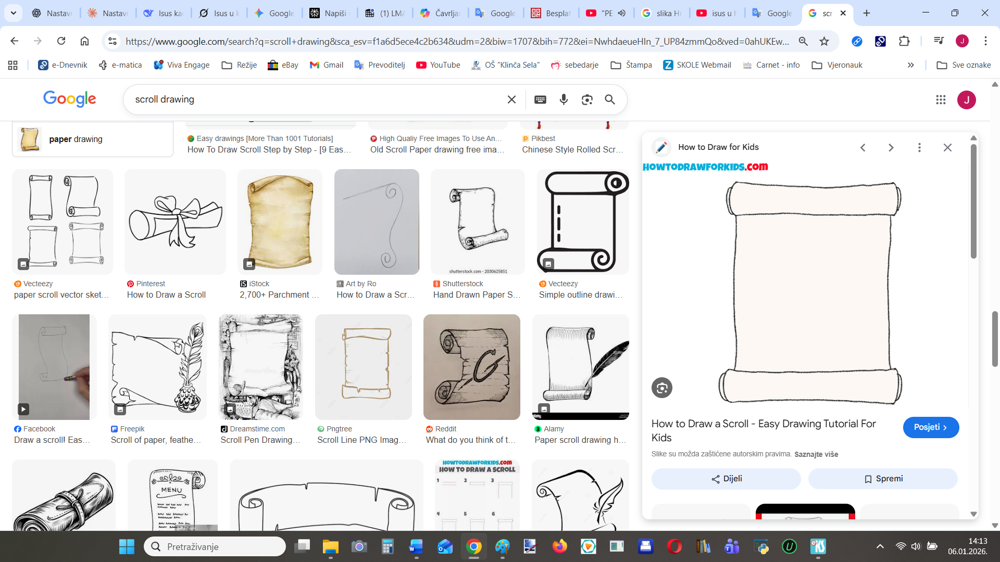 Nastavn
Nastavn
Isus kao
Isus u k
Google
Napiši
(1) LMA
Čavrljan
Google
Besplat
"PE
slika Hr
isus u h
Google
scr
https://www.google.com/search?q=scroll+drawing&sca_esv=f1a6d5ece4c2b634&udm=2&biw=1707&bih=772&ei=NwhdaeueHIn_7_UP84zmmQo&ved=0ahUKEw...
J
e-Dnevnik
e-matica
Viva Engage
Režije
eBay
Gmail
Prevoditelj
YouTube
OŠ "Klinča Sela"
sebedarje
Štampa
SKOLE Webmail
info Carnet - info
Vjeronauk
Sve oznake
Google
scroll drawing
J
paper drawing
Easy drawings [More Than 1001 Tutorials]
How To Draw Scroll Step by Step - [9 Eas...
High Qualiy Free Images To Use An...
Old Scroll Paper drawing free ima...
Pikbest
Chinese Style Rolled Scr...
shutterstock.com · 2030625851
Vecteezy
paper scroll vector sket...
Pinterest
How to Draw a Scroll
iStock
2,700+ Parchment ...
Art by Ro
How to Draw a Scr...
Shutterstock
Hand Drawn Paper S...
Vecteezy
Simple outline drawi...
G
Facebook
Draw a scroll! Eas...
Freepik
Scroll of paper, feathe...
Dreamstime.com
Scroll Pen Drawing...
Pngtree
Scroll Line PNG Imag...
Reddit
What do you think of t...
alamy
Alamy
Paper scroll drawing h...
MENU
HOWTODRAWFORKIDS.COM
HOW TO DRAW A SCROLL
1 2 3
4 5 6
How to Draw for Kids
HOWTODRAWFORKIDS.COM
How to Draw a Scroll - Easy Drawing Tutorial For
Kids
Posjeti
Slike su možda zaštićene autorskim pravima. Saznajte više
Dijeli
Spremi
Pretraživanje
14:13
06.01.2026.